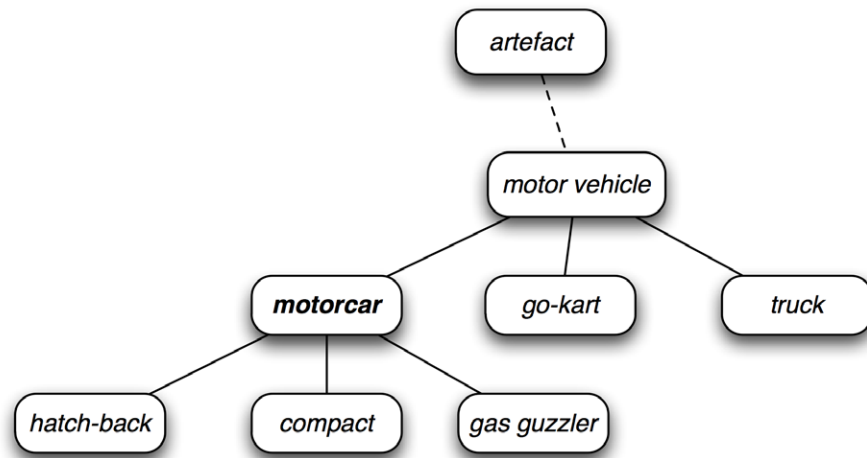 artefact
motor vehicle
motorcar
go-kart
truck
hatch-back
compact
gas guzzler